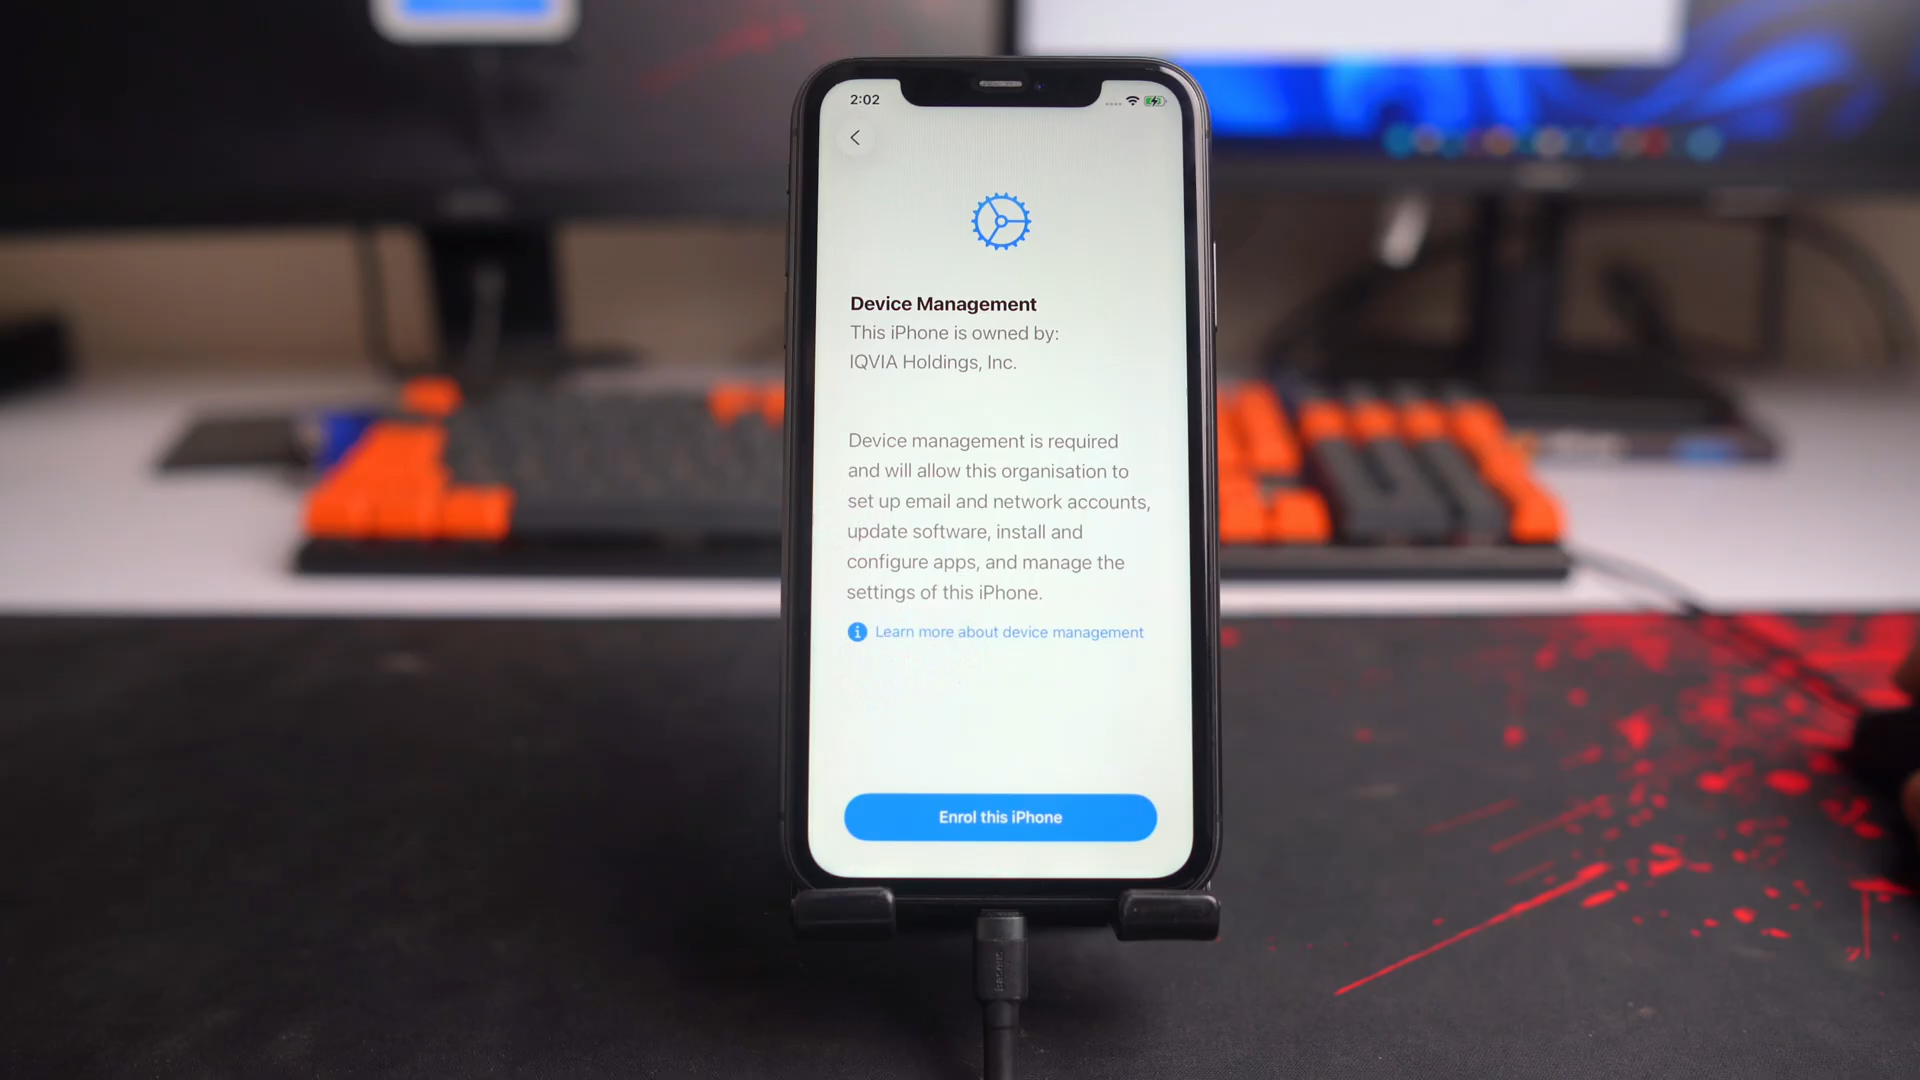 2:02
Device Management
This iPhone is owned by:
IQVIA Holdings, Inc.
Device management is required
and will allow this organisation to
set up email and network accounts,
update software, install and
configure apps, and manage the
settings of this iPhone.
Learn more about device management
Enrol this iPhone
baseus